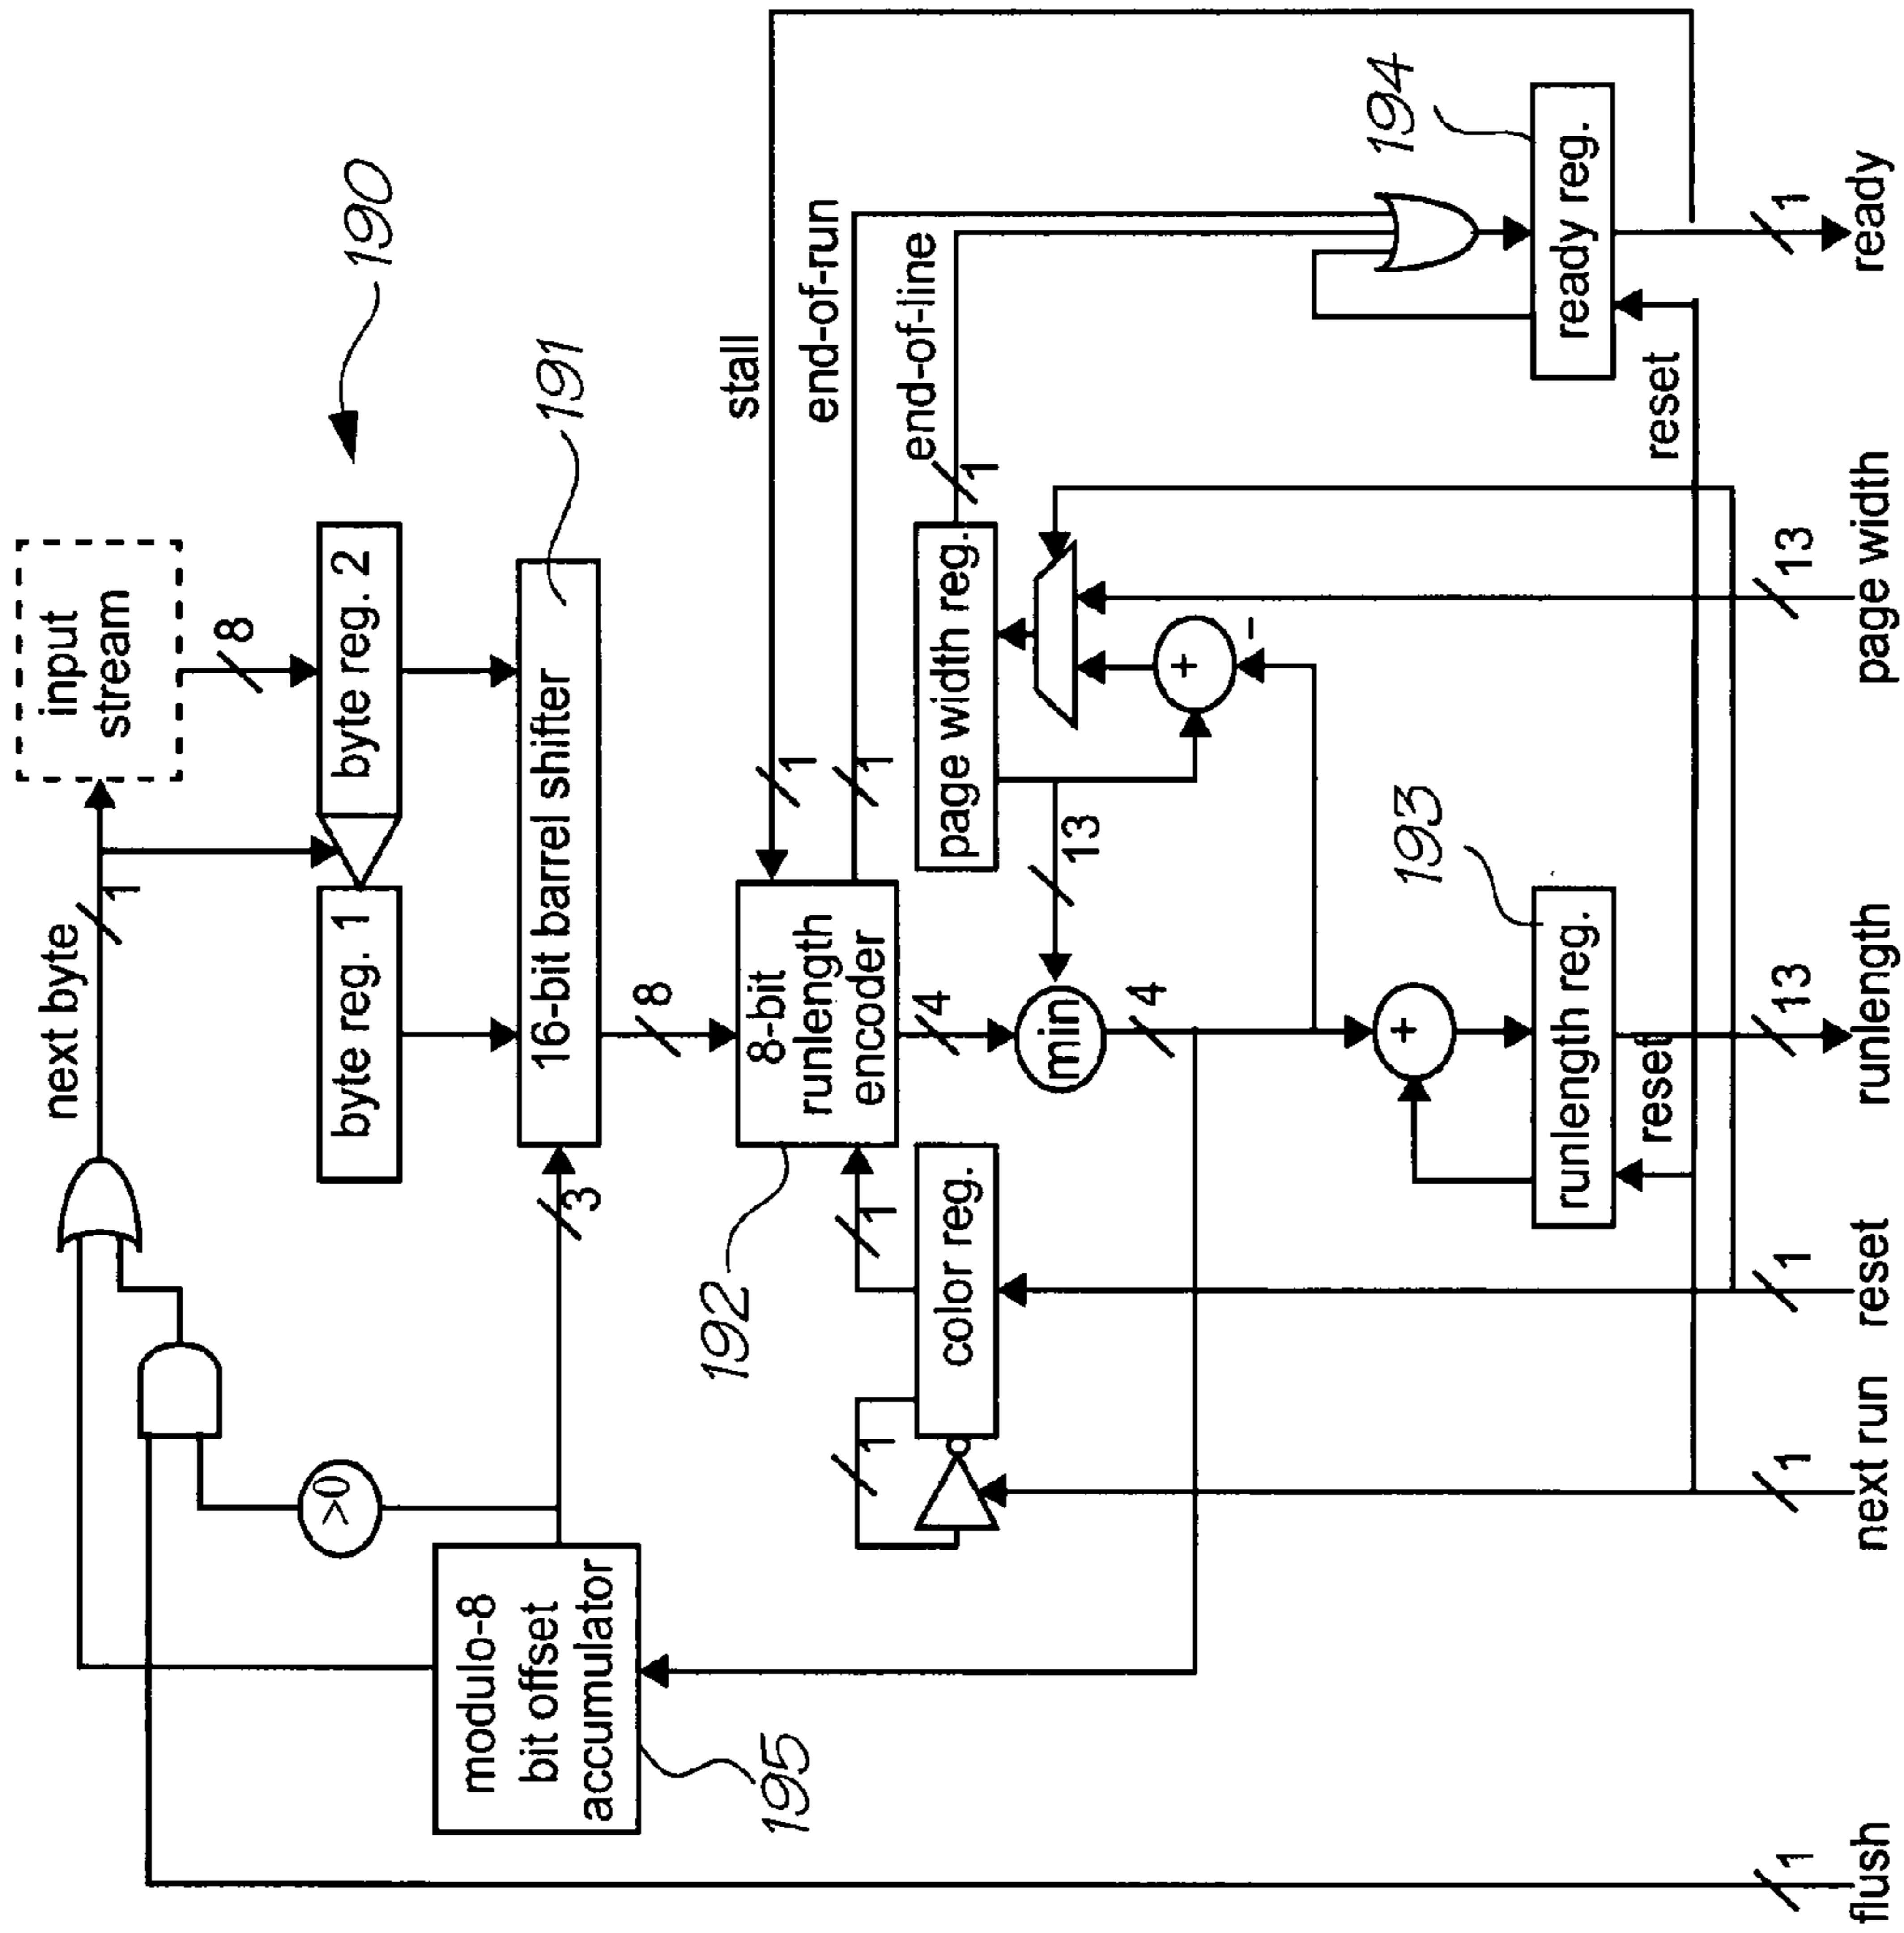 190
input
stream
next byte
1
8
byte reg. 1
byte reg. 2
191
16-bit barrel shifter
3
8
>0
modulo-8
bit offset
accumulator
195
192
8-bit
runlength
encoder
stall
1
end-of-run
1
end-of-line
1
page width reg.
color reg.
1
1
4
min
13
4
+
−
+
193
runlength reg.
reset
194
ready reg.
reset
1
flush
1
next run
1
reset
13
runlength
13
page width
1
ready